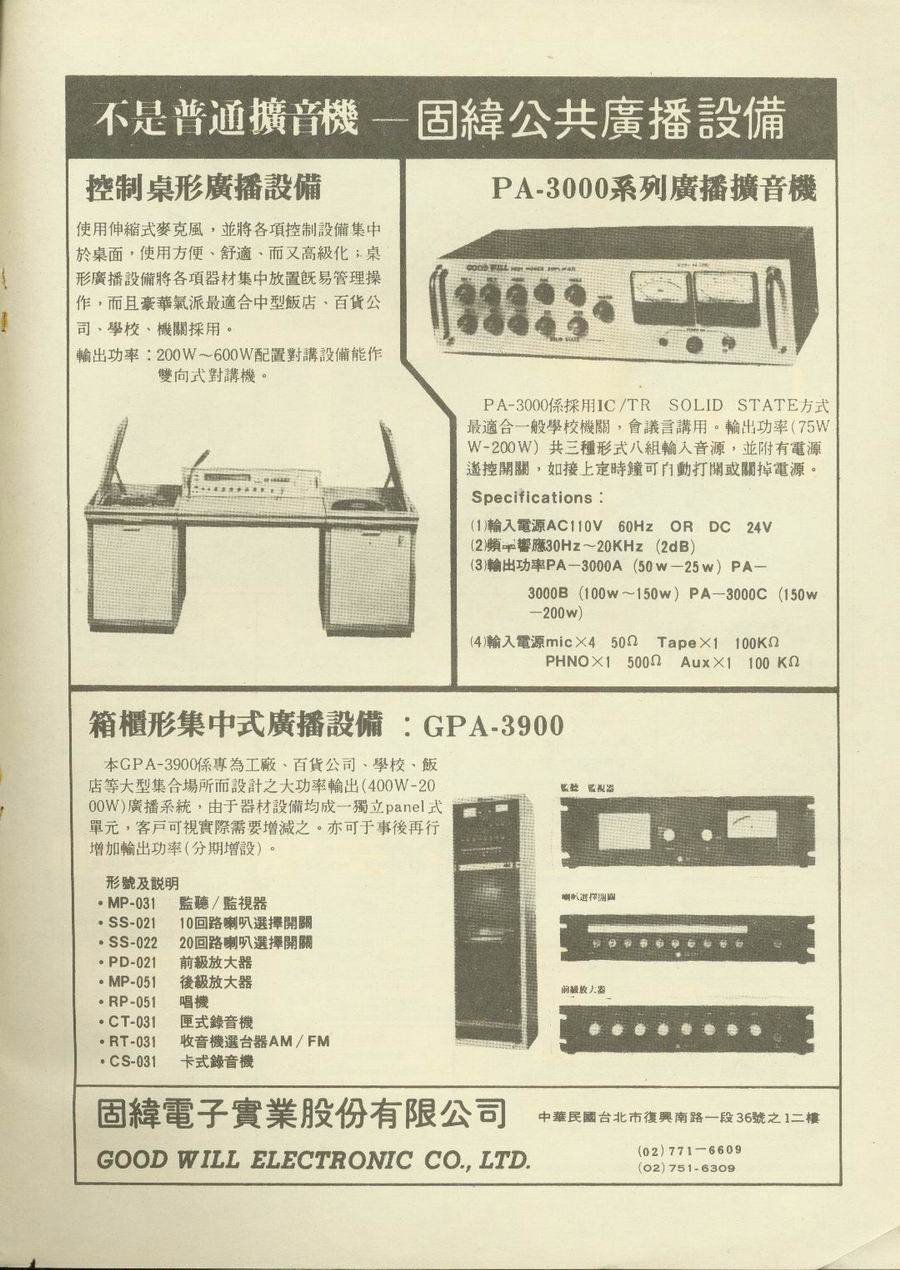 不是普通擴音機—固緯公共廣播設備
控制桌形廣播設備
使用伸縮式麥克風，並將各項控制設備集中
於桌面，使用方便、舒適、而又高級化；桌
形廣播設備將各項器材集中放置旣易管理操
作，而且豪華氣派最適合中型飯店、百貨公
司、學校、機關採用。
輸出功率：200W～600W配置對講設備能作
雙向式對講機。
PA-3000系列廣播擴音機
GOOD WILL
PA-3000係採用IC/TR SOLID STATE方式
最適合一般學校機關，會議言講用。輸出功率(75W
W-200W) 共三種形式八組輸入音源，並附有電源
遙控開關，如接上定時鐘可自動打開或關掉電源。
Specifications：
(1)輸入電源AC110V 60Hz OR DC 24V
(2)頻率響應30Hz～20KHz (2dB)
(3)輸出功率PA—3000A (50w—25w) PA—
3000B (100w～150w) PA—3000C (150w
—200w)
(4)輸入電源mic×4 50Ω Tape×1 100KΩ
PHNO×1 500Ω Aux×1 100 KΩ
箱櫃形集中式廣播設備：GPA-3900
本GPA-3900係專為工廠、百貨公司、學校、飯
店等大型集合場所而設計之大功率輸出(400W-20
00W)廣播系統，由于器材設備均成一獨立panel式
單元，客戸可視實際需要增減之。亦可于事後再行
增加輸出功率(分期增設)。
形號及説明
•MP-031 監聽/監視器
•SS-021 10回路喇叭選擇開關
•SS-022 20回路喇叭選擇開關
•PD-021 前級放大器
•MP-051 後級放大器
•RP-051 唱機
•CT-031 匣式錄音機
•RT-031 收音機選台器AM/FM
•CS-031 卡式錄音機
監聽 監視器
喇叭選擇開關
前級放大器
固緯電子實業股份有限公司
GOOD WILL ELECTRONIC CO., LTD.
中華民國台北市復興南路一段36號之1二樓
(02)771—6609
(02)751-6309